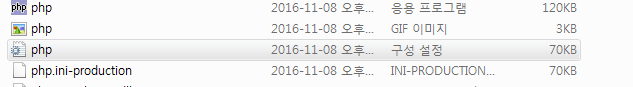 php 2016-11-08 오후... 응용 프로그램 120KB
php 2016-11-08 오후... GIF 이미지 3KB
php 2016-11-08 오후... 구성 설정 70KB
php.ini-production 2016-11-08 오후... INI-PRODUCTION... 70KB